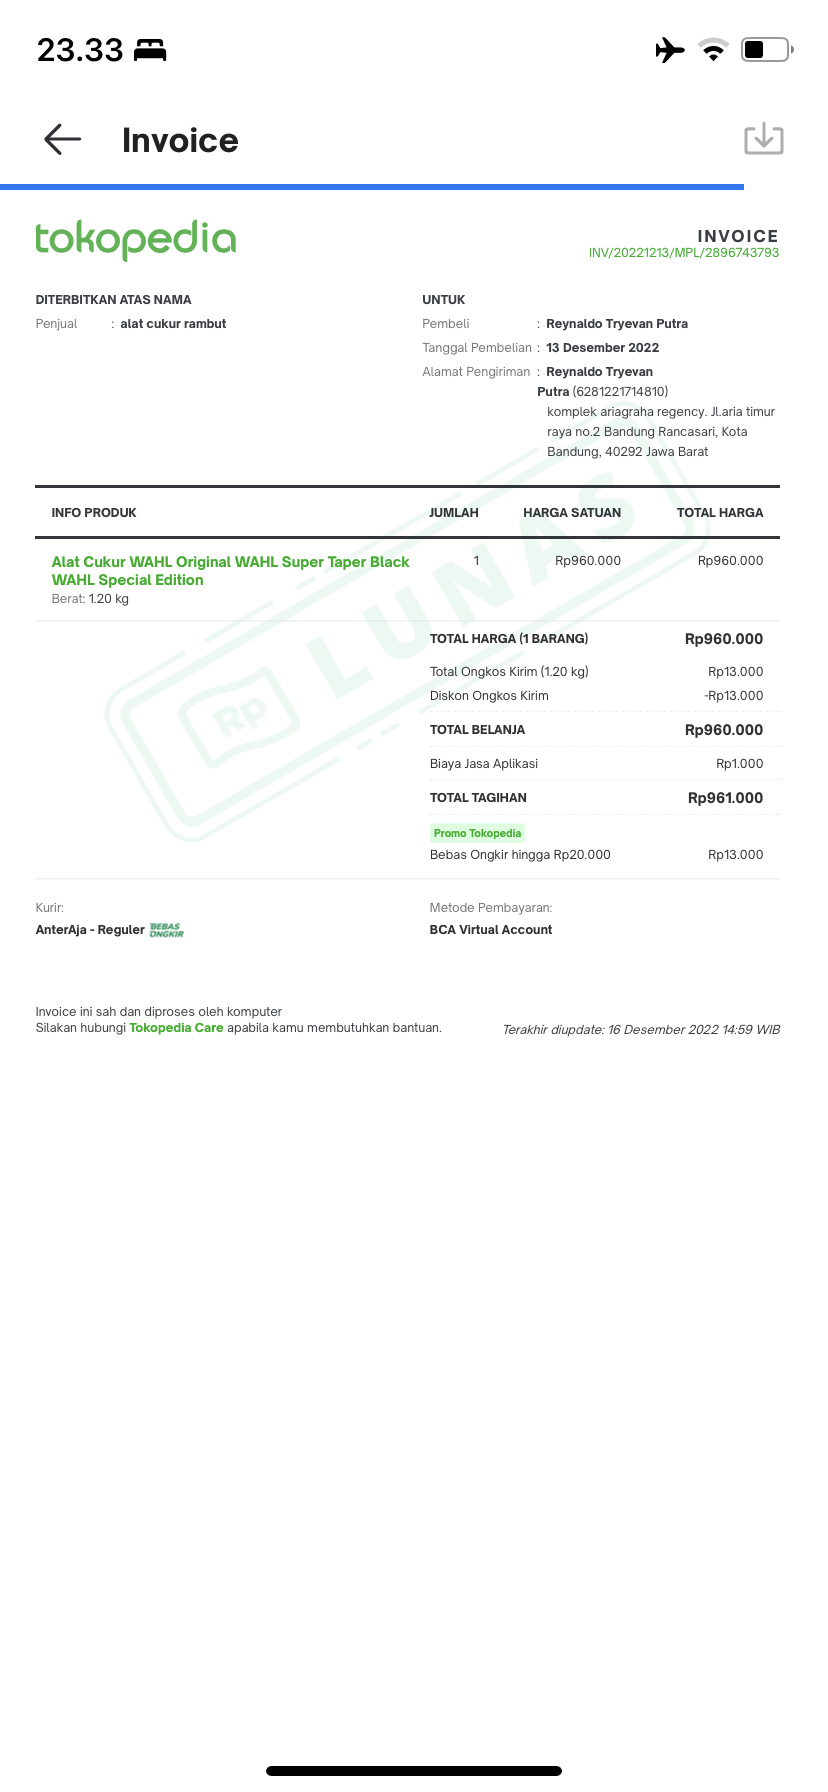 23.33
Invoice
tokopedia
INVOICE
INV/20221213/MPL/2896743793
DITERBITKAN ATAS NAMA
Penjual : alat cukur rambut
UNTUK
Pembeli : Reynaldo Tryevan Putra
Tanggal Pembelian : 13 Desember 2022
Alamat Pengiriman : Reynaldo Tryevan
Putra (6281221714810)
komplek ariagraha regency. Jl.aria timur
raya no.2 Bandung Rancasari, Kota
Bandung, 40292 Jawa Barat
INFO PRODUK JUMLAH HARGA SATUAN TOTAL HARGA
Alat Cukur WAHL Original WAHL Super Taper Black 1 Rp960.000 Rp960.000
WAHL Special Edition
Berat: 1.20 kg
Rp LUNAS
TOTAL HARGA (1 BARANG) Rp960.000
Total Ongkos Kirim (1.20 kg) Rp13.000
Diskon Ongkos Kirim -Rp13.000
TOTAL BELANJA Rp960.000
Biaya Jasa Aplikasi Rp1.000
TOTAL TAGIHAN Rp961.000
Promo Tokopedia
Bebas Ongkir hingga Rp20.000 Rp13.000
Kurir:
AnterAja - Reguler BEBAS ONGKIR
Metode Pembayaran:
BCA Virtual Account
Invoice ini sah dan diproses oleh komputer
Silakan hubungi Tokopedia Care apabila kamu membutuhkan bantuan.
Terakhir diupdate: 16 Desember 2022 14:59 WIB